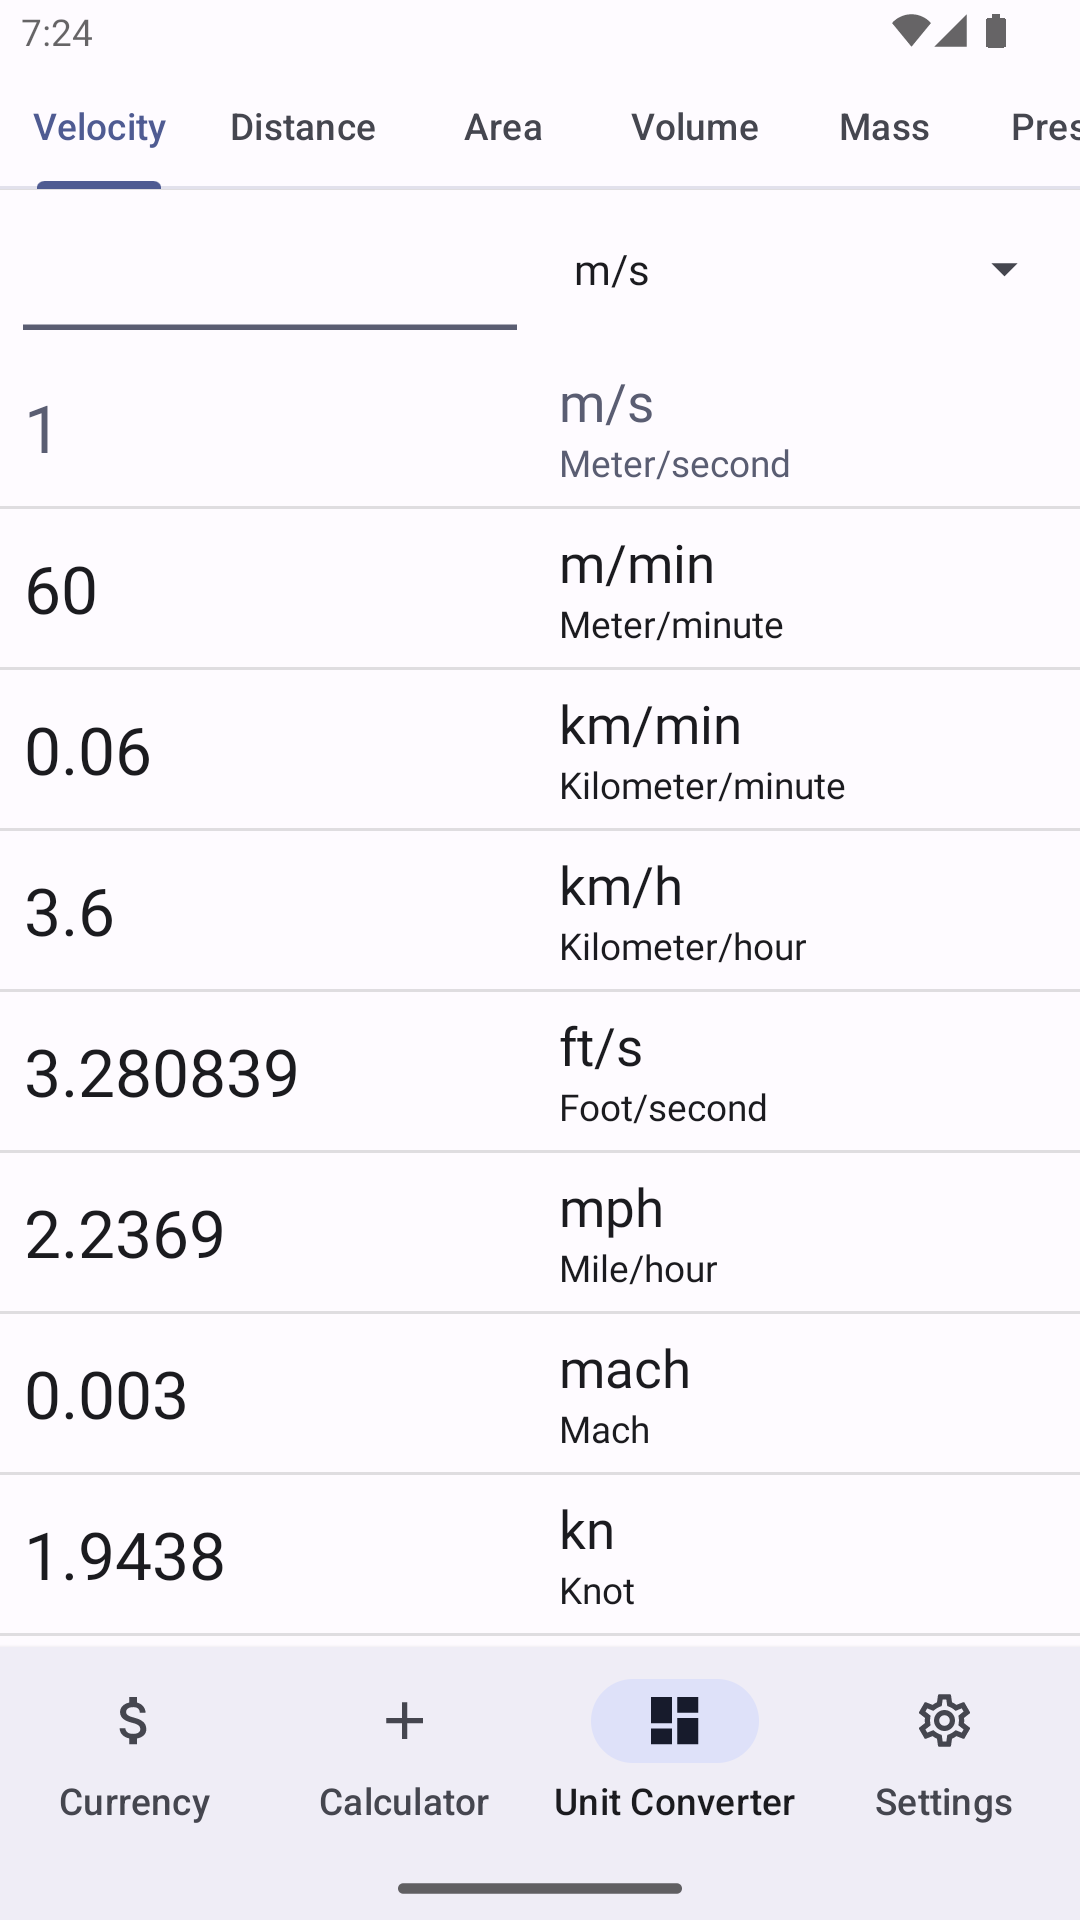 7:24
Velocity Distance Area Volume Mass Pres
m/s
1 m/s
Meter/second
60 m/min
Meter/minute
0.06 km/min
Kilometer/minute
3.6 km/h
Kilometer/hour
3.280839 ft/s
Foot/second
2.2369 mph
Mile/hour
0.003 mach
Mach
1.9438 kn
Knot
Currency Calculator Unit Converter Settings